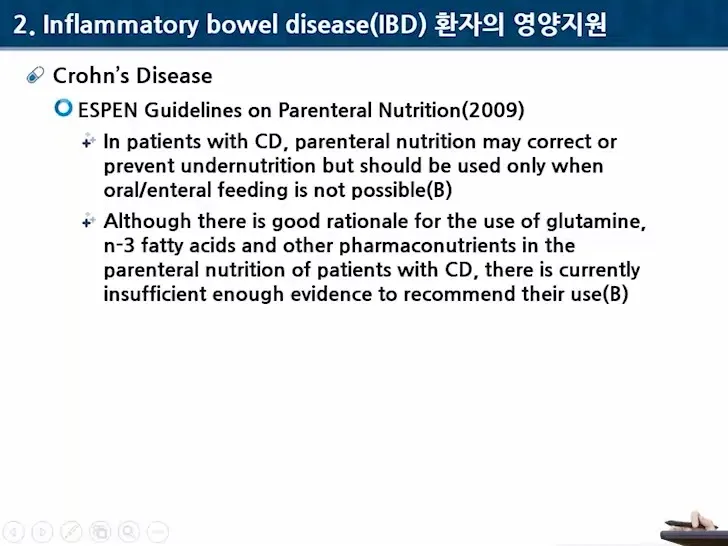 2. Inflammatory bowel disease(IBD) 환자의 영양지원
Crohn's Disease
ESPEN Guidelines on Parenteral Nutrition(2009)
In patients with CD, parenteral nutrition may correct or
prevent undernutrition but should be used only when
oral/enteral feeding is not possible(B)
Although there is good rationale for the use of glutamine,
n-3 fatty acids and other pharmaconutrients in the
parenteral nutrition of patients with CD, there is currently
insufficient enough evidence to recommend their use(B)